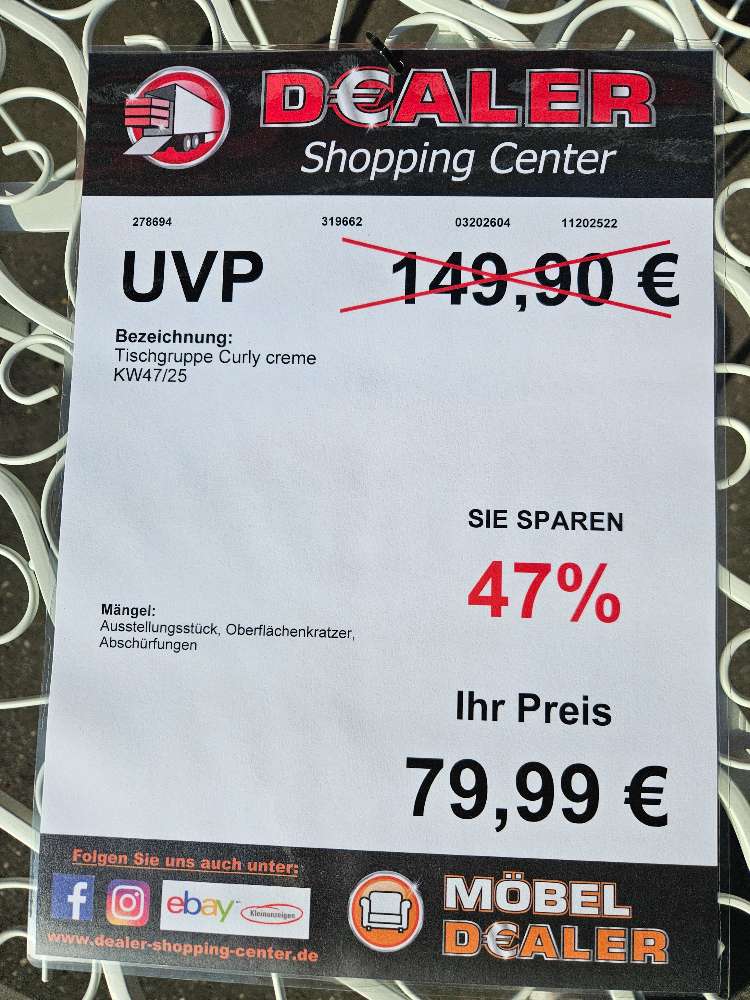 D€ALER
Shopping Center
278694 319662 03202604 11202522
UVP 149,90 €
Bezeichnung:
Tischgruppe Curly creme
KW47/25
SIE SPAREN
47%
Mängel:
Ausstellungsstück, Oberflächenkratzer,
Abschürfungen
Ihr Preis
79,99 €
Folgen Sie uns auch unter:
ebay Kleinanzeigen
www.dealer-shopping-center.de
MÖBEL
D€ALER